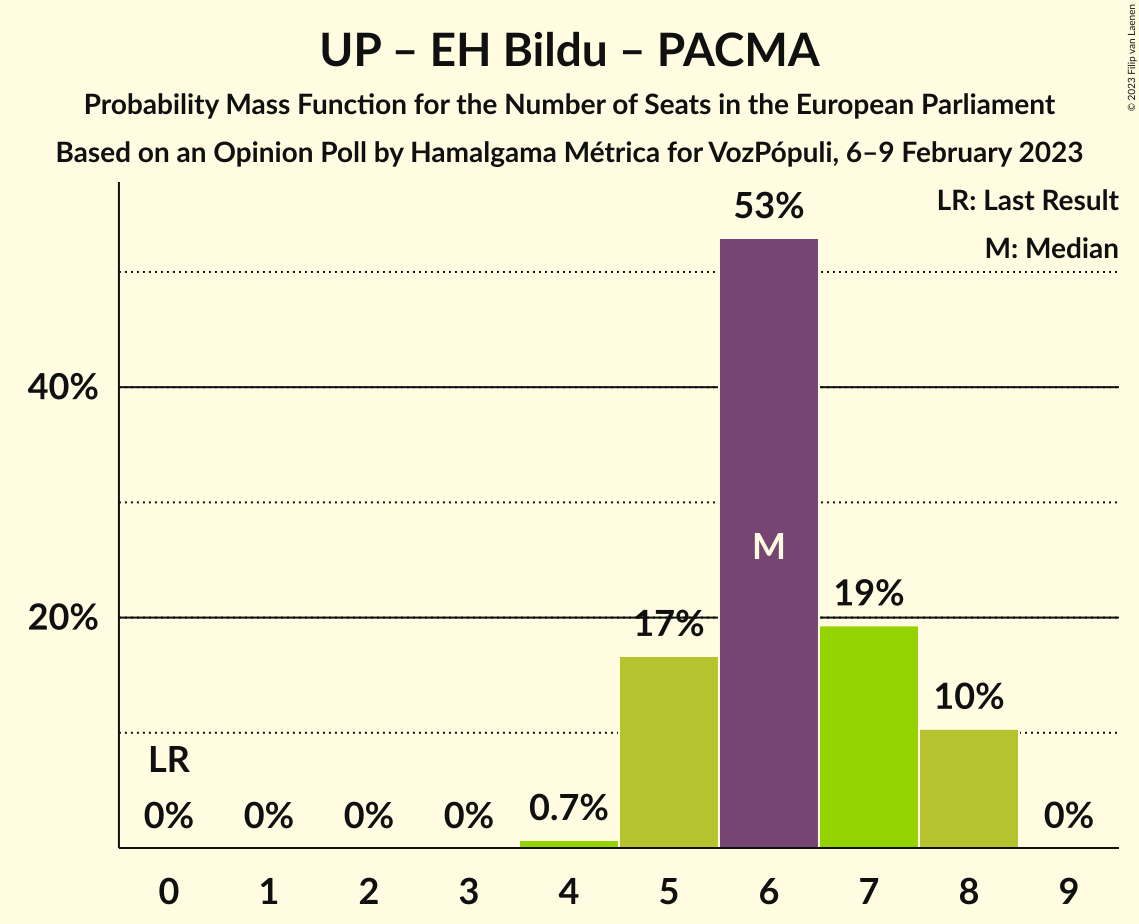 UP – EH Bildu – PACMA
Probability Mass Function for the Number of Seats in the European Parliament
Based on an Opinion Poll by Hamalgama Métrica for VozPópuli, 6–9 February 2023
© 2023 Filip van Laenen
LR: Last Result
M: Median
53%
40%
M
19%
20%
17%
10%
LR
0%
0%
0%
0%
0.7%
0%
0
1
2
3
4
5
6
7
8
9